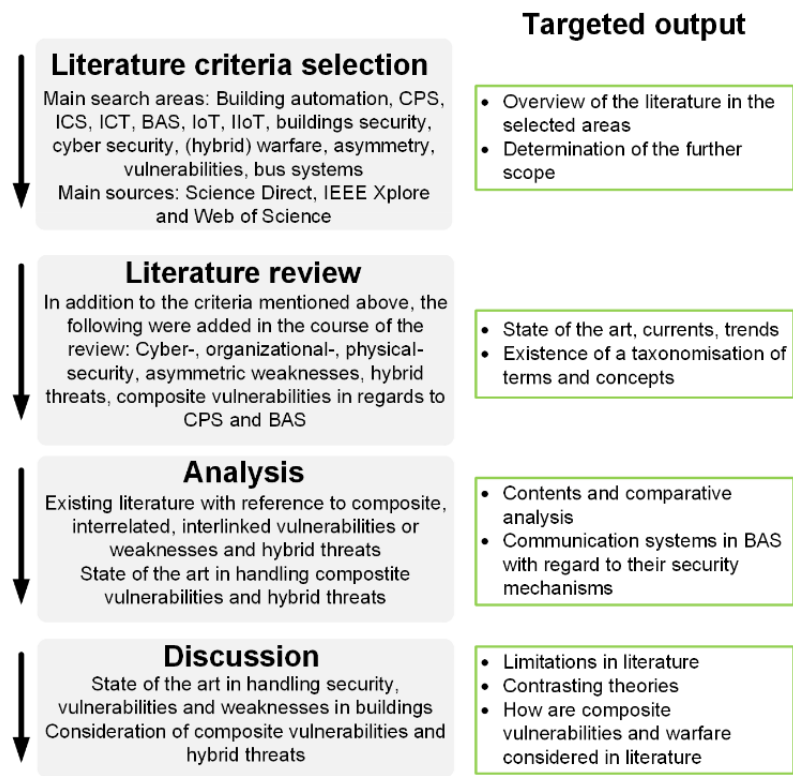 Targeted output
Literature criteria selection
Main search areas: Building automation, CPS,
ICS, ICT, BAS, IoT, IIoT, buildings security,
cyber security, (hybrid) warfare, asymmetry,
vulnerabilities, bus systems
Main sources: Science Direct, IEEE Xplore
and Web of Science
• Overview of the literature in the
selected areas
• Determination of the further
scope
Literature review
In addition to the criteria mentioned above, the
following were added in the course of the
review: Cyber-, organizational-, physical-
security, asymmetric weaknesses, hybrid
threats, composite vulnerabilities in regards to
CPS and BAS
• State of the art, currents, trends
• Existence of a taxonomisation of
terms and concepts
Analysis
Existing literature with reference to composite,
interrelated, interlinked vulnerabilities or
weaknesses and hybrid threats
State of the art in handling compostite
vulnerabilities and hybrid threats
• Contents and comparative
analysis
• Communication systems in BAS
with regard to their security
mechanisms
Discussion
State of the art in handling security,
vulnerabilities and weaknesses in buildings
Consideration of composite vulnerabilities and
hybrid threats
• Limitations in literature
• Contrasting theories
• How are composite
vulnerabilities and warfare
considered in literature